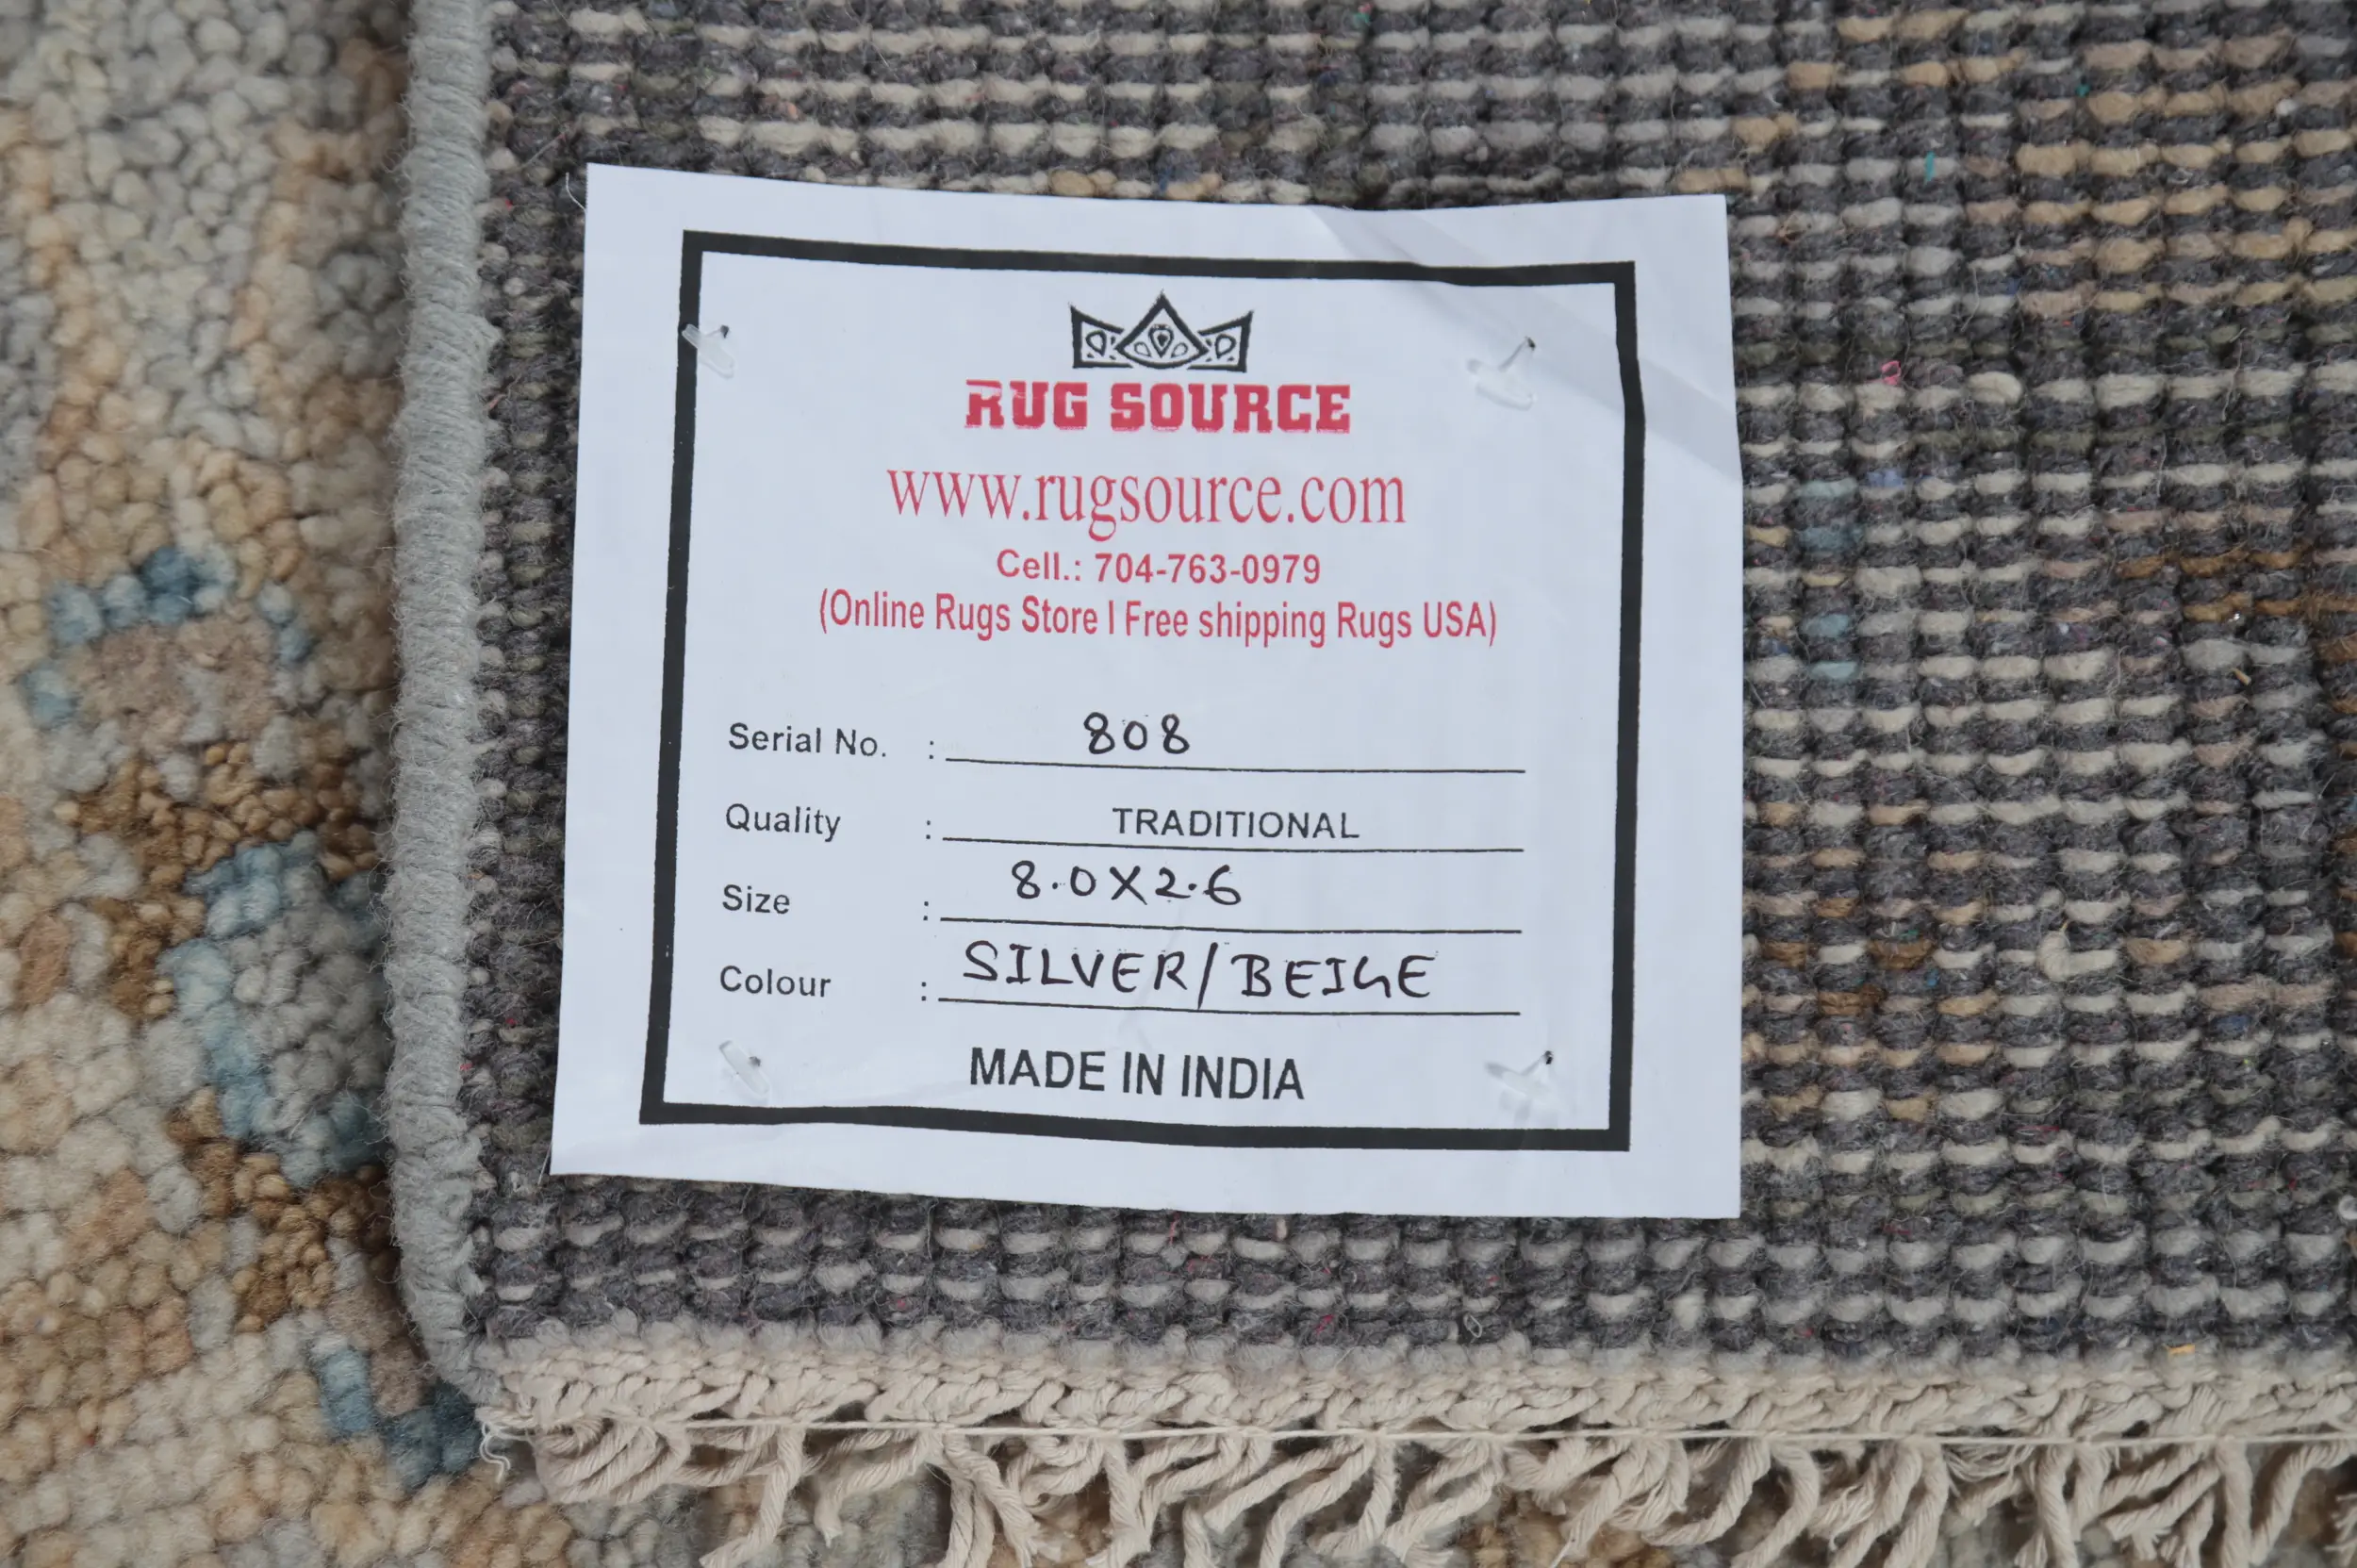 RUG SOURCE
www.rugsource.com
Cell.: 704-763-0979
(Online Rugs Store | Free shipping Rugs USA)
Serial No. : 808
Quality : TRADITIONAL
Size : 8.0X2.6
Colour : SILVER/BEIGE
MADE IN INDIA